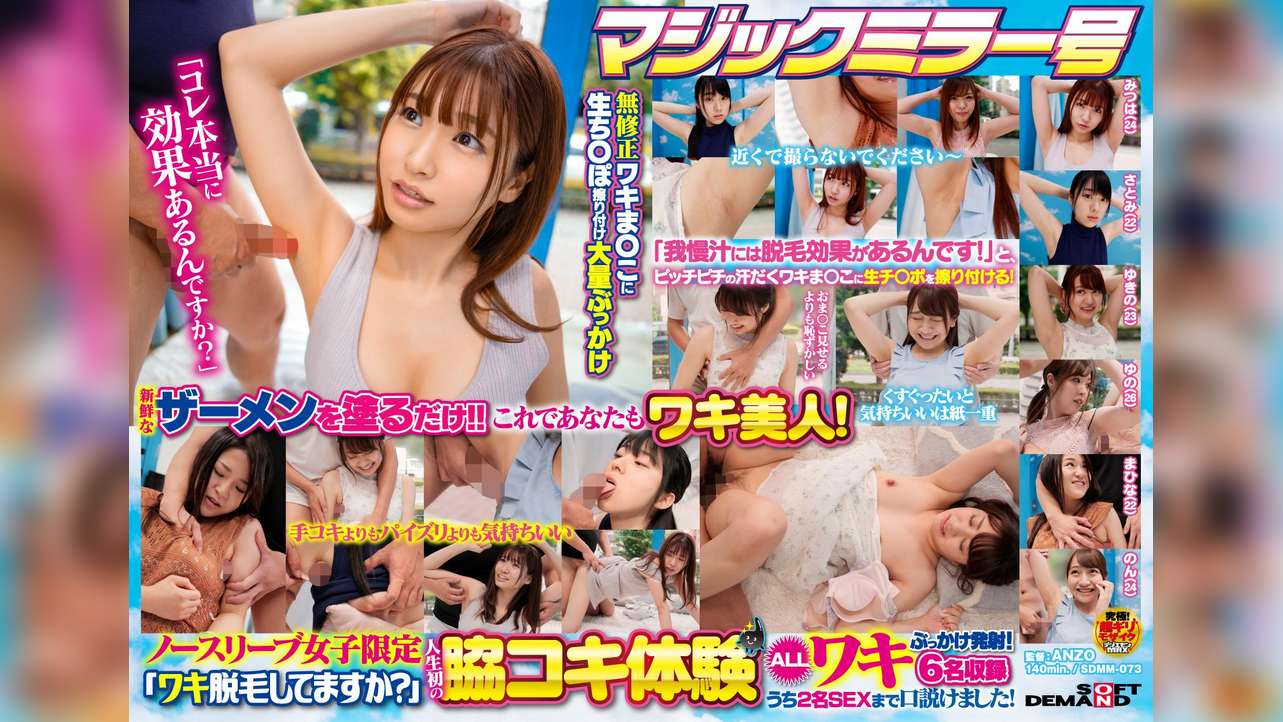 マジックミラー号
「コレ本当に
効果あるんですか?」
無修正ワキま〇こに
生ち〇ぽ擦り付け大量ぶっかけ
近くで撮らないでください～
「我慢汁には脱毛効果があるんです!」と、
ピッチピチの汗だくワキま〇こに生チ〇ポを擦り付ける!
おま〇こ見せる
よりも恥ずかしい
くすぐったいと
気持ちいいは紙一重
みつは(24)
さとみ(22)
ゆきの(23)
ゆの(26)
まひな(22)
のん(24)
新鮮な
ザーメンを塗るだけ!!これであなたもワキ美人!
手コキよりもパイズリよりも気持ちいい
ノースリーブ女子限定
「ワキ脱毛してますか?」
人生初の
脇コキ体験
ALL
ワキ
ぶっかけ発射!
6名収録
うち2名SEXまで口説けました!
究極!
監督:ANZO
140min. / SDMM-073
SOFT
DEMAND